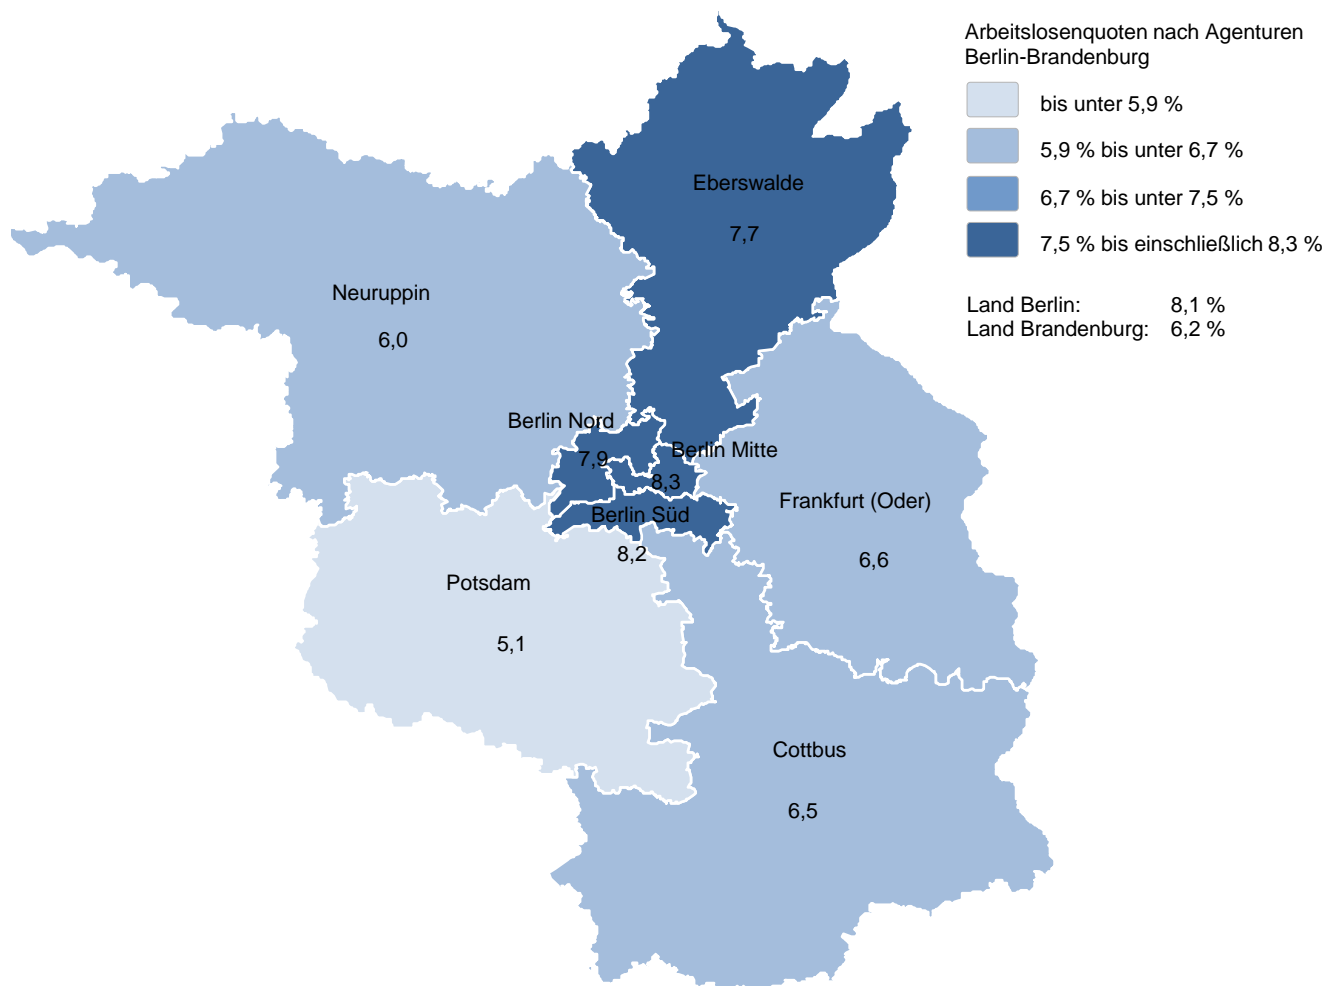 Arbeitslosenquoten nach Agenturen
Berlin-Brandenburg
bis unter 5,9 %
5,9 % bis unter 6,7 %
6,7 % bis unter 7,5 %
7,5 % bis einschließlich 8,3 %
Land Berlin: 8,1 %
Land Brandenburg: 6,2 %
Eberswalde
7,7
Neuruppin
6,0
Berlin Nord
7,9
Berlin Mitte
8,3
Berlin Süd
8,2
Frankfurt (Oder)
6,6
Potsdam
5,1
Cottbus
6,5